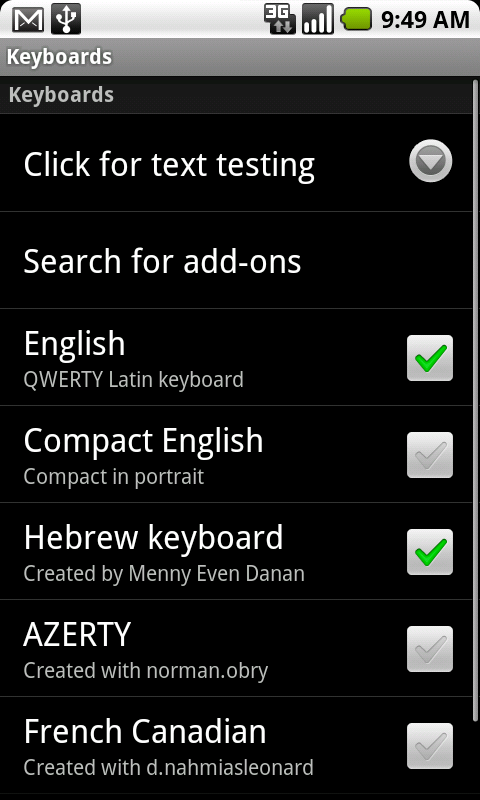 3G 9:49 AM
Keyboards
Keyboards
Click for text testing
Search for add-ons
English
QWERTY Latin keyboard
Compact English
Compact in portrait
Hebrew keyboard
Created by Menny Even Danan
AZERTY
Created with norman.obry
French Canadian
Created with d.nahmiasleonard